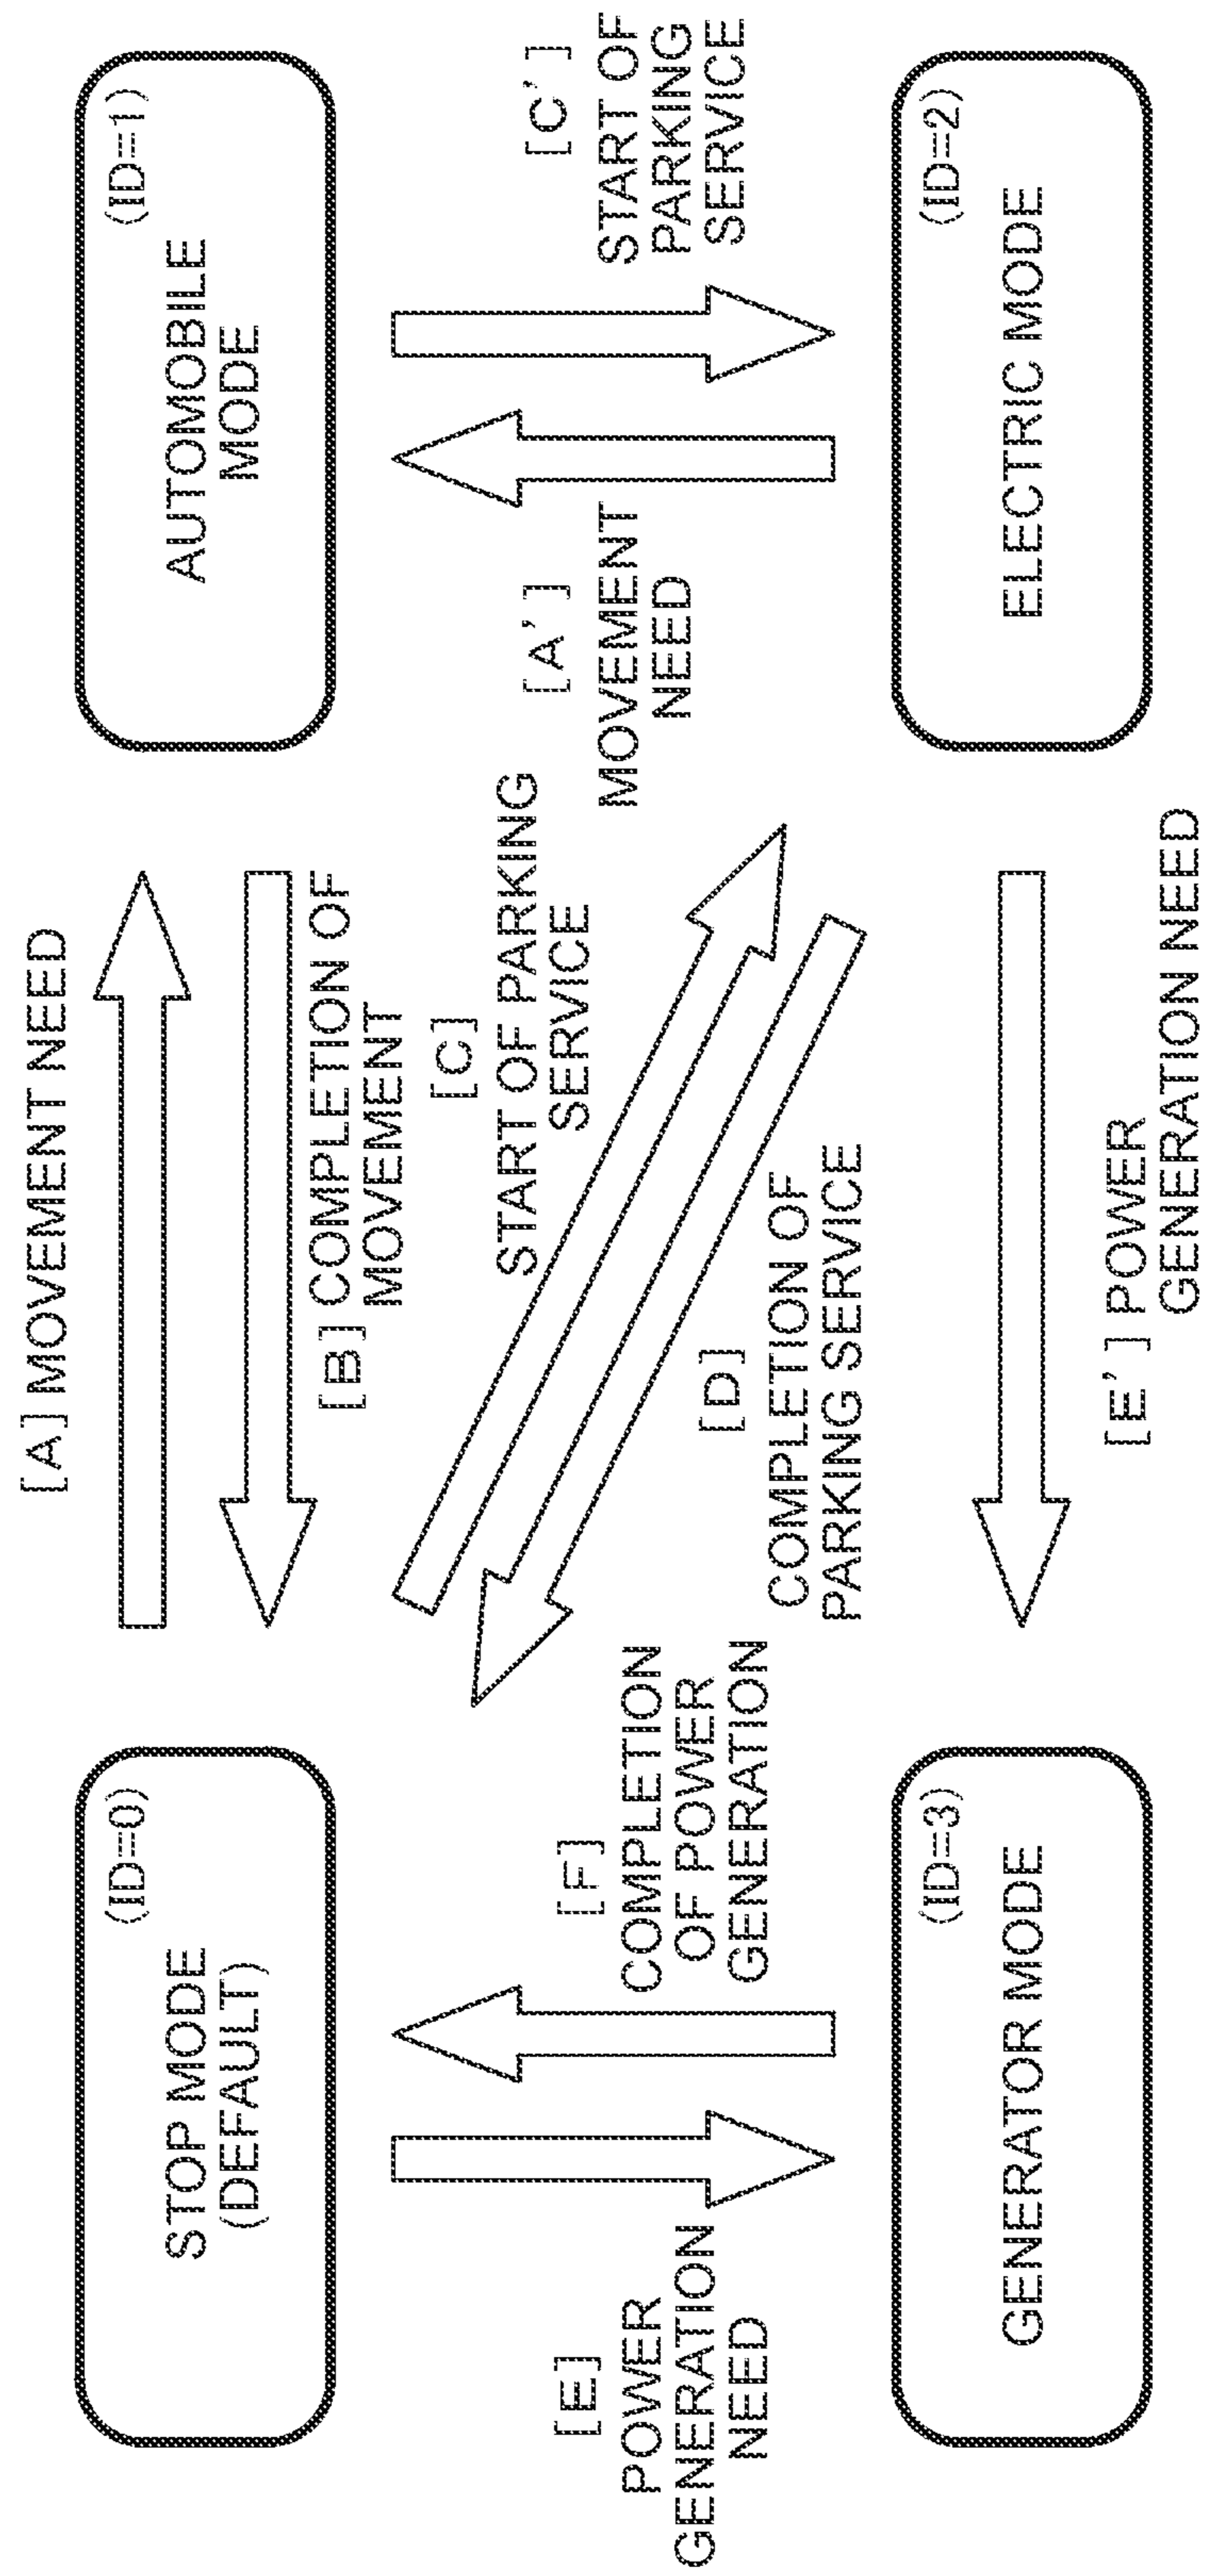 [A] MOVEMENT NEED
(ID=0)
STOP MODE
(DEFAULT)
(ID=1)
AUTOMOBILE
MODE
[B] COMPLETION OF
MOVEMENT
[C]
START OF PARKING
SERVICE
[E]
POWER
GENERATION
NEED
[F]
COMPLETION
OF POWER
GENERATION
[D]
COMPLETION OF
PARKING SERVICE
[A']
MOVEMENT
NEED
[C']
START OF
PARKING
SERVICE
(ID=3)
GENERATOR MODE
(ID=2)
ELECTRIC MODE
[E'] POWER
GENERATION NEED